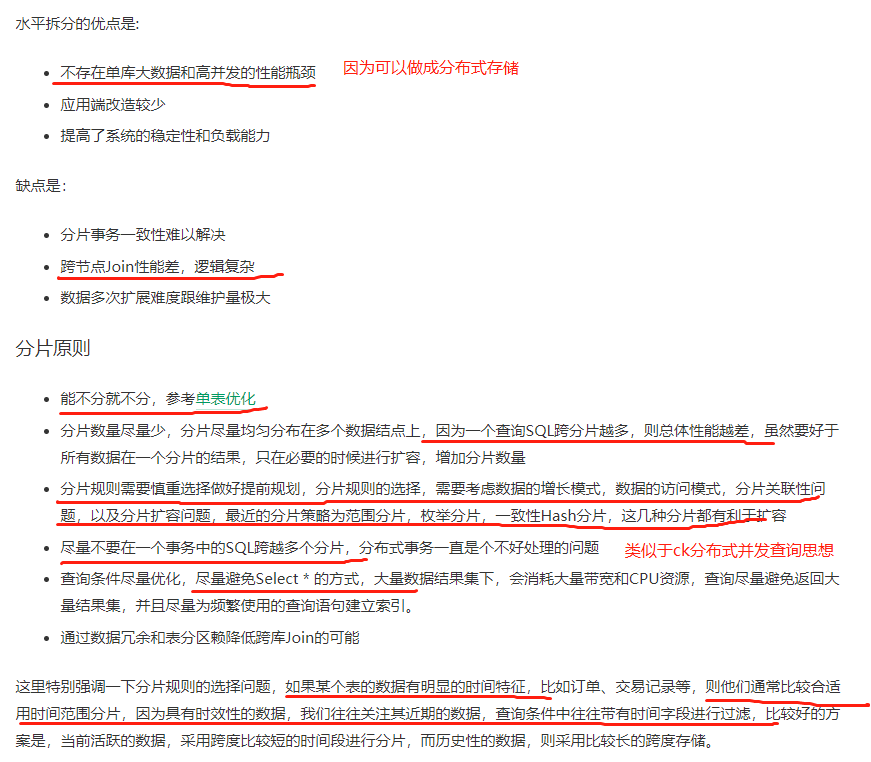 水平拆分的优点是:
不存在单库大数据和高并发的性能瓶颈 因为可以做成分布式存储
应用端改造较少
提高了系统的稳定性和负载能力
缺点是：
分片事务一致性难以解决
跨节点Join性能差，逻辑复杂
数据多次扩展难度跟维护量极大
分片原则
能不分就不分，参考单表优化
分片数量尽量少，分片尽量均匀分布在多个数据结点上，因为一个查询SQL跨分片越多，则总体性能越差，虽然要好于
所有数据在一个分片的结果，只在必要的时候进行扩容，增加分片数量
分片规则需要慎重选择做好提前规划，分片规则的选择，需要考虑数据的增长模式，数据的访问模式，分片关联性问
题，以及分片扩容问题，最近的分片策略为范围分片，枚举分片，一致性Hash分片，这几种分片都有利于扩容
尽量不要在一个事务中的SQL跨越多个分片，分布式事务一直是个不好处理的问题 类似于ck分布式并发查询思想
查询条件尽量优化，尽量避免Select * 的方式，大量数据结果集下，会消耗大量带宽和CPU资源，查询尽量避免返回大
量结果集，并且尽量为频繁使用的查询语句建立索引。
通过数据冗余和表分区赖降低跨库Join的可能
这里特别强调一下分片规则的选择问题，如果某个表的数据有明显的时间特征，比如订单、交易记录等，则他们通常比较合适
用时间范围分片，因为具有时效性的数据，我们往往关注其近期的数据，查询条件中往往带有时间字段进行过滤，比较好的方
案是，当前活跃的数据，采用跨度比较短的时间段进行分片，而历史性的数据，则采用比较长的跨度存储。